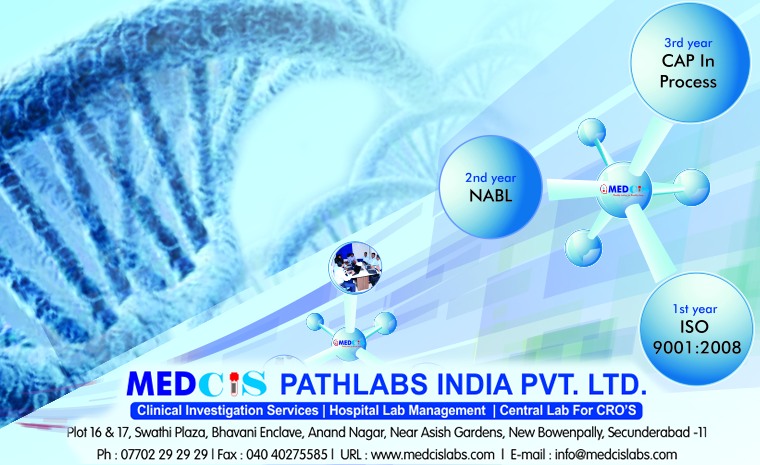 3rd year
CAP In
Process
2nd year
NABL
MEDCIS
1st year
ISO
9001:2008
MEDCIS
MEDCiS PATHLABS INDIA PVT. LTD.
Clinical Investigation Services | Hospital Lab Management | Central Lab For CRO'S
Plot 16 & 17, Swathi Plaza, Bhavani Enclave, Anand Nagar, Near Asish Gardens, New Bowenpally, Secunderabad -11
Ph : 07702 29 29 29 I Fax : 040 40275585 I URL : www.medcislabs.com I E-mail : info@medcislabs.com